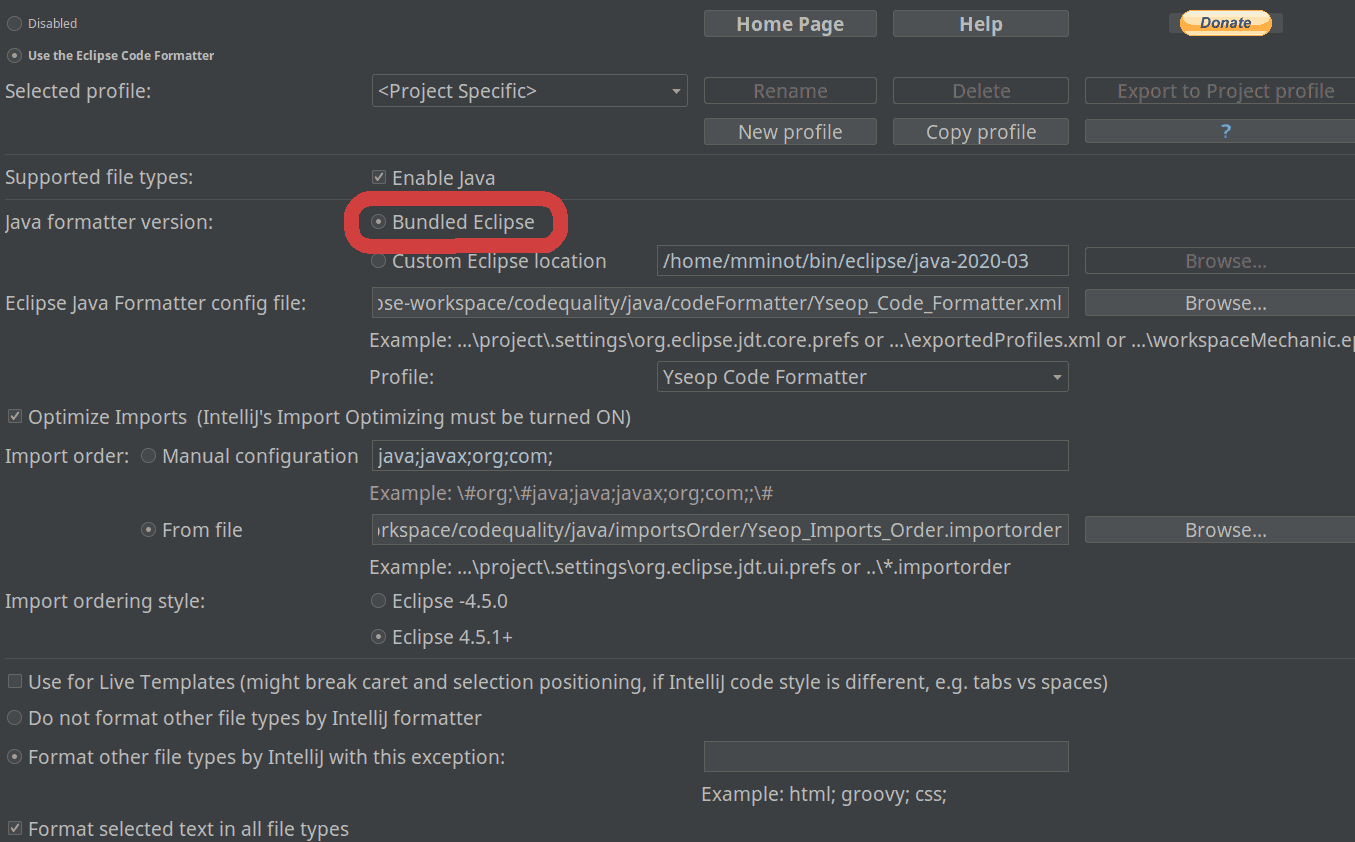 Disabled Home Page Help Donate
Use the Eclipse Code Formatter
Selected profile: <Project Specific> Rename Delete Export to Project profile
New profile Copy profile ?
Supported file types: Enable Java
Java formatter version: Bundled Eclipse
Custom Eclipse location /home/mminot/bin/eclipse/java-2020-03 Browse...
Eclipse Java Formatter config file: pse-workspace/codequality/java/codeFormatter/Yseop_Code_Formatter.xml Browse...
Example: ...\project\.settings\org.eclipse.jdt.core.prefs or ...\exportedProfiles.xml or ...\workspaceMechanic.ep
Profile: Yseop Code Formatter
Optimize Imports (IntelliJ's Import Optimizing must be turned ON)
Import order: Manual configuration java;javax;org;com;
Example: \#org;\#java;java;javax;org;com;;\#
From file orkspace/codequality/java/importsOrder/Yseop_Imports_Order.importorder Browse...
Example: ...\project\.settings\org.eclipse.jdt.ui.prefs or ..\*.importorder
Import ordering style: Eclipse -4.5.0
Eclipse 4.5.1+
Use for Live Templates (might break caret and selection positioning, if IntelliJ code style is different, e.g. tabs vs spaces)
Do not format other file types by IntelliJ formatter
Format other file types by IntelliJ with this exception:
Example: html; groovy; css;
Format selected text in all file types